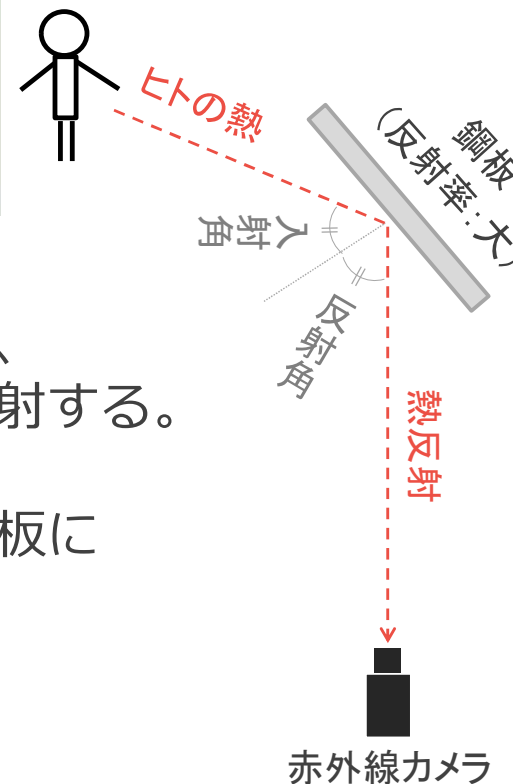 ヒトの熱
鋼板
(反射率:大)
入射角
反射角
、
射する。
熱反射
板に
赤外線カメラ